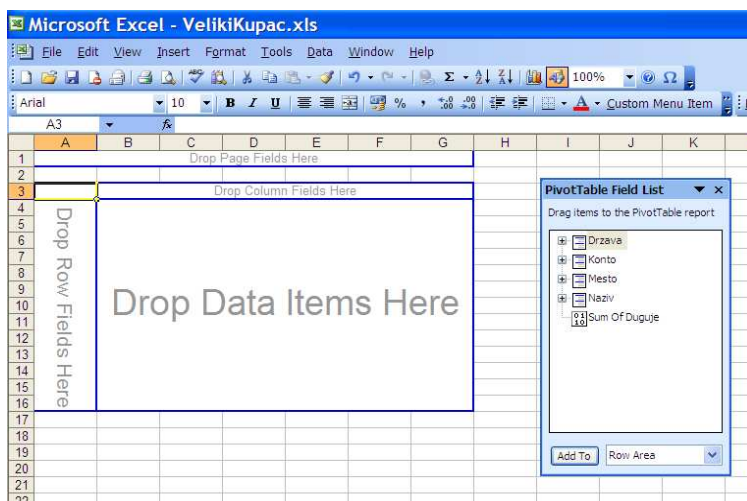 Microsoft Excel - VelikiKupac.xls
File Edit View Insert Format Tools Data Window Help
100%
Arial 10 B I U % , Custom Menu Item
A3 fx
A B C D E F G H I J K
1 Drop Page Fields Here
2
3 Drop Column Fields Here
4
5
6
7
8
9
10
11
12
13
14
15
16
17
18
19
20
21
22
Drop Row Fields Here
Drop Data Items Here
PivotTable Field List
Drag items to the PivotTable report
Drzava
Konto
Mesto
Naziv
Sum Of Duguje
Add To Row Area